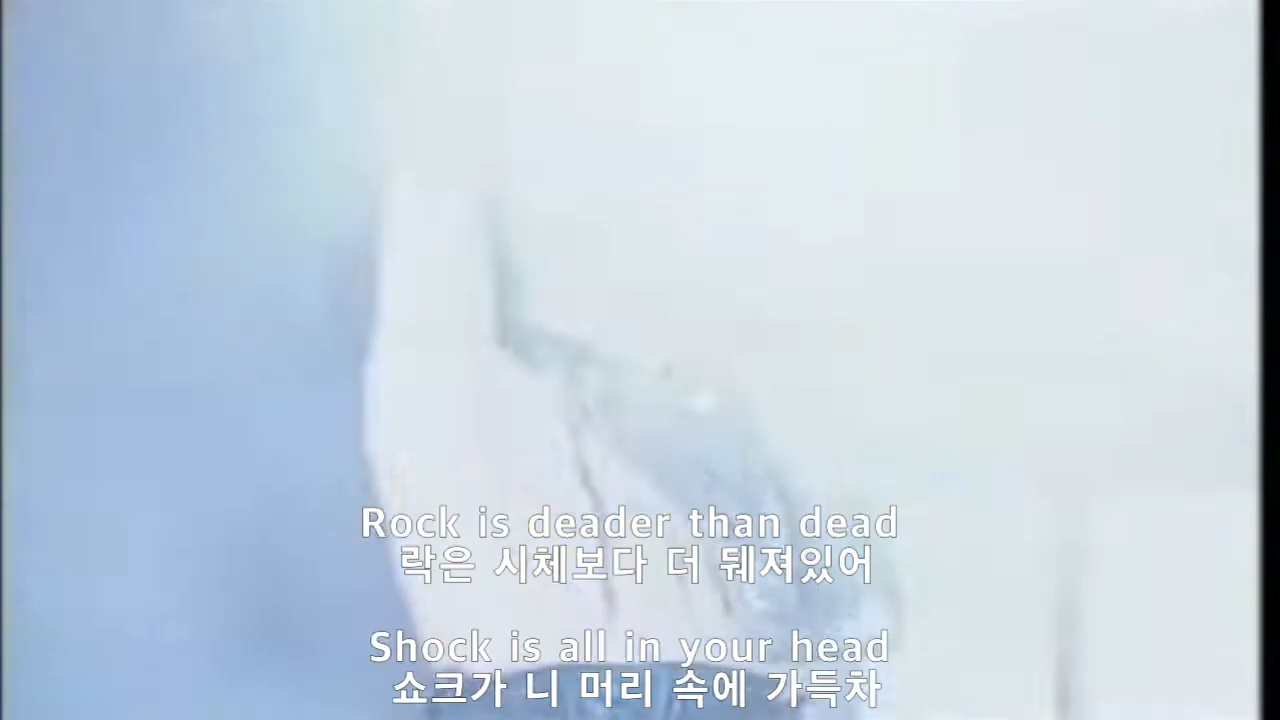 Rock is deader than dead
락은 시체보다 더 뒈져있어
Shock is all in your head
쇼크가 니 머리 속에 가득차